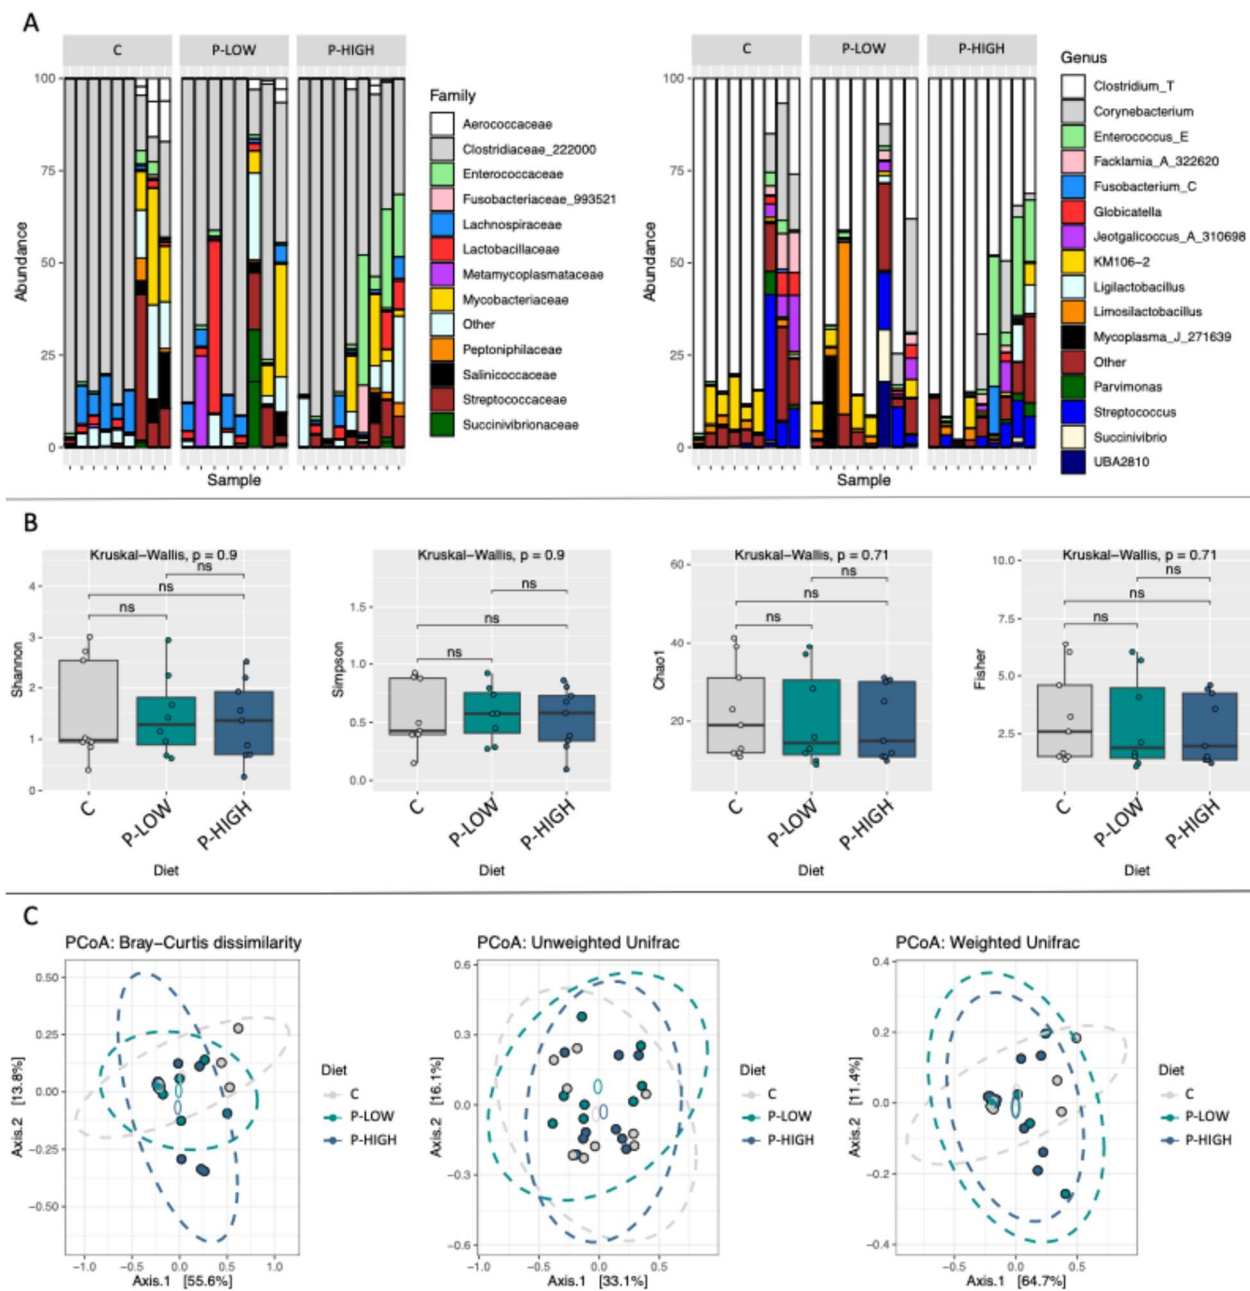 A
C P-LOW P-HIGH
100
75
50
25
0
Abundance
Sample
Family
Aerococcaceae
Clostridiaceae_222000
Enterococcaceae
Fusobacteriaceae_993521
Lachnospiraceae
Lactobacillaceae
Metamycoplasmataceae
Mycobacteriaceae
Other
Peptoniphilaceae
Salinicoccaceae
Streptococcaceae
Succinivibrionaceae
C P-LOW P-HIGH
100
75
50
25
0
Abundance
Sample
Genus
Clostridium_T
Corynebacterium
Enterococcus_E
Facklamia_A_322620
Fusobacterium_C
Globicatella
Jeotgalicoccus_A_310698
KM106-2
Ligilactobacillus
Limosilactobacillus
Mycoplasma_J_271639
Other
Parvimonas
Streptococcus
Succinivibrio
UBA2810
B
Kruskal-Wallis, p = 0.9
ns
ns
ns
4
3
2
1
0
Shannon
C P-LOW P-HIGH
Diet
Kruskal-Wallis, p = 0.9
ns
ns
ns
1.5
1.0
0.5
0.0
Simpson
C P-LOW P-HIGH
Diet
Kruskal-Wallis, p = 0.71
ns
ns
ns
60
40
20
Chao1
C P-LOW P-HIGH
Diet
Kruskal-Wallis, p = 0.71
ns
ns
ns
10.0
7.5
5.0
2.5
Fisher
C P-LOW P-HIGH
Diet
C
PCoA: Bray-Curtis dissimilarity
0.50
0.25
0.00
-0.25
-0.50
Axis.2 [13.8%]
-1.0 -0.5 0.0 0.5 1.0
Axis.1 [55.6%]
Diet
C
P-LOW
P-HIGH
PCoA: Unweighted Unifrac
0.6
0.3
0.0
-0.3
-0.6
Axis.2 [16.1%]
-0.5 0.0 0.5
Axis.1 [33.1%]
Diet
C
P-LOW
P-HIGH
PCoA: Weighted Unifrac
0.4
0.2
0.0
-0.2
-0.4
Axis.2 [11.4%]
-0.5 0.0 0.5
Axis.1 [64.7%]
Diet
C
P-LOW
P-HIGH